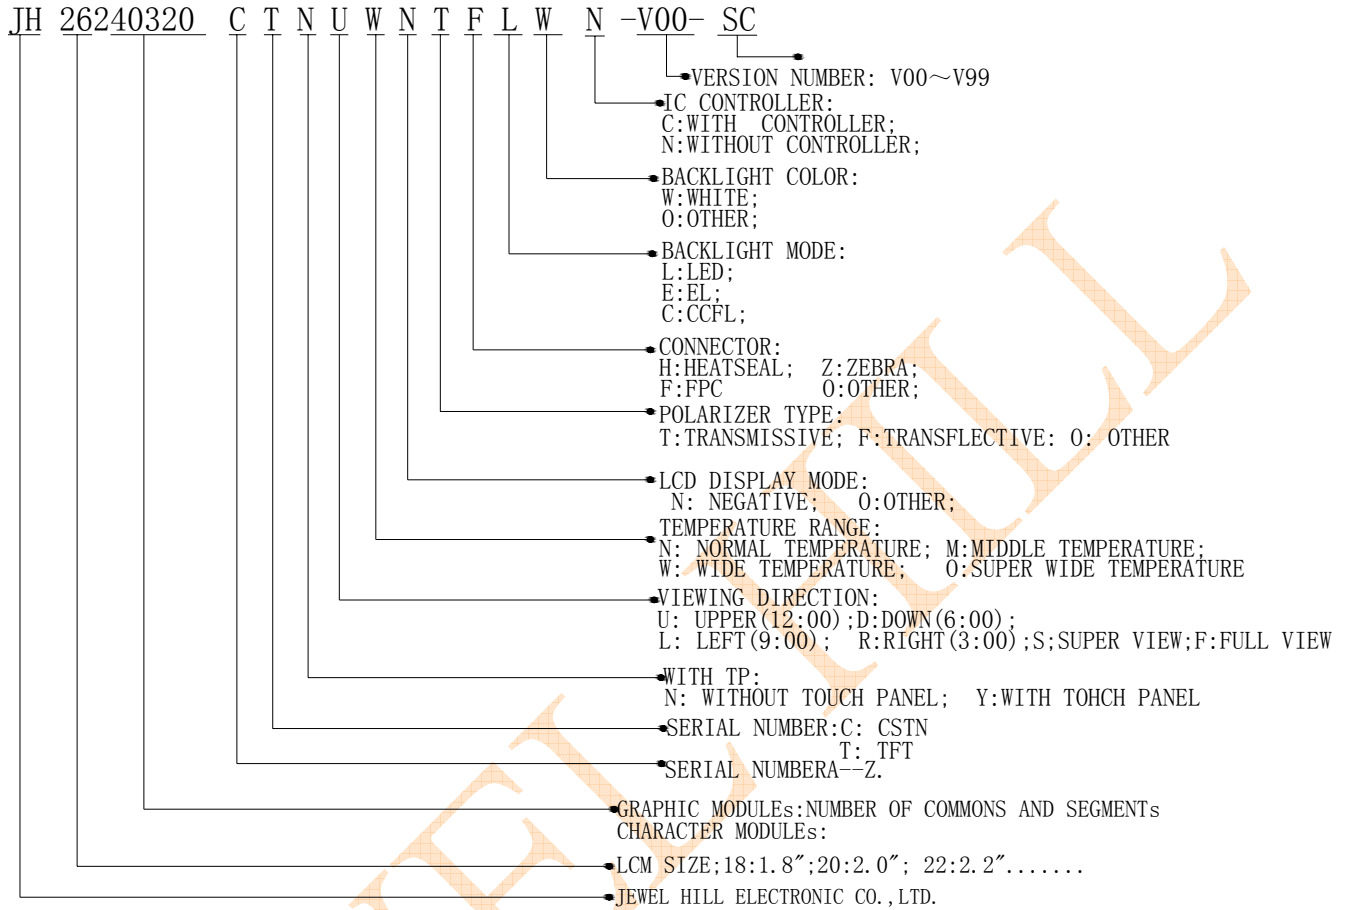 JH 26240320 C T N U W N T F L W N -V00- SC
VERSION NUMBER: V00～V99
IC CONTROLLER:
C:WITH CONTROLLER;
N:WITHOUT CONTROLLER;
BACKLIGHT COLOR:
W:WHITE;
O:OTHER;
BACKLIGHT MODE:
L:LED;
E:EL;
C:CCFL;
CONNECTOR:
H:HEATSEAL; Z:ZEBRA;
F:FPC O:OTHER;
POLARIZER TYPE:
T:TRANSMISSIVE; F:TRANSFLECTIVE: O: OTHER
LCD DISPLAY MODE:
N: NEGATIVE; O:OTHER;
TEMPERATURE RANGE:
N: NORMAL TEMPERATURE; M:MIDDLE TEMPERATURE;
W: WIDE TEMPERATURE; O:SUPER WIDE TEMPERATURE
VIEWING DIRECTION:
U: UPPER(12:00);D:DOWN(6:00);
L: LEFT(9:00); R:RIGHT(3:00);S;SUPER VIEW;F:FULL VIEW
WITH TP:
N: WITHOUT TOUCH PANEL; Y:WITH TOHCH PANEL
SERIAL NUMBER:C: CSTN
T: TFT
SERIAL NUMBERA--Z.
GRAPHIC MODULEs:NUMBER OF COMMONS AND SEGMENTs
CHARACTER MODULEs:
LCM SIZE;18:1.8″;20:2.0″; 22:2.2″.......
JEWEL HILL ELECTRONIC CO.,LTD.
EL HILL